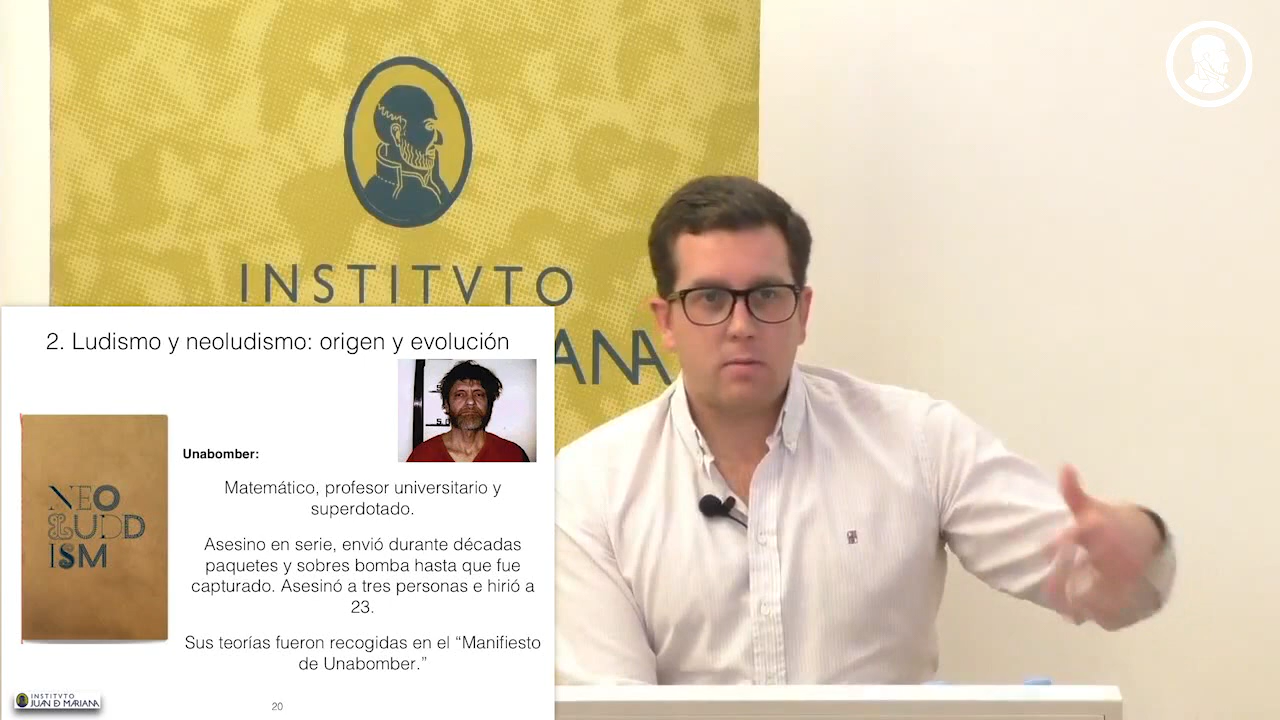 INSTITVTO
ANA
2. Ludismo y neoludismo: origen y evolución
NEO
LUDD
ISM
Unabomber:
Matemático, profesor universitario y
superdotado.
Asesino en serie, envió durante décadas
paquetes y sobres bomba hasta que fue
capturado. Asesinó a tres personas e hirió a
23.
Sus teorías fueron recogidas en el “Manifiesto
de Unabomber.”
INSTITVTO
JUAN DE MARIANA
20